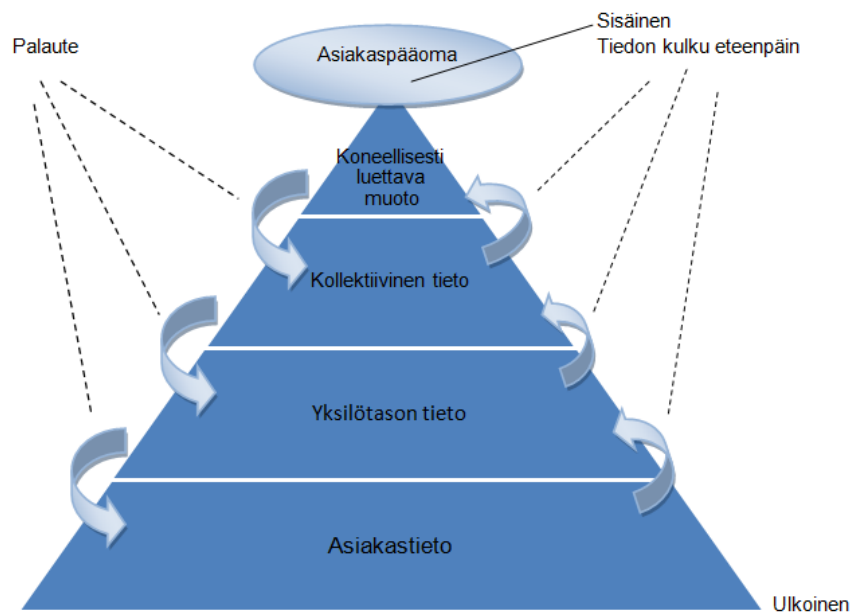 Palaute
Asiakaspääoma
Sisäinen
Tiedon kulku eteenpäin
Koneellisesti
luettava
muoto
Kollektiivinen tieto
Yksilötason tieto
Asiakastieto
Ulkoinen